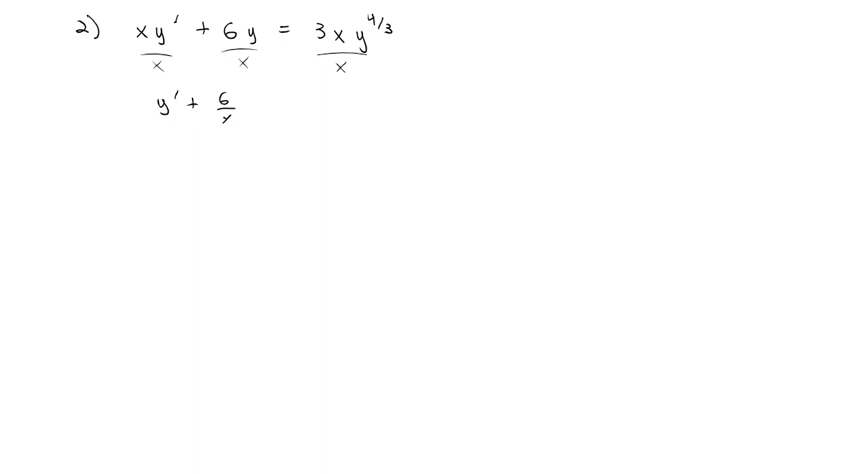 2) xy' + 6y = 3xy^{4/3}
x x x
y' + 6/x